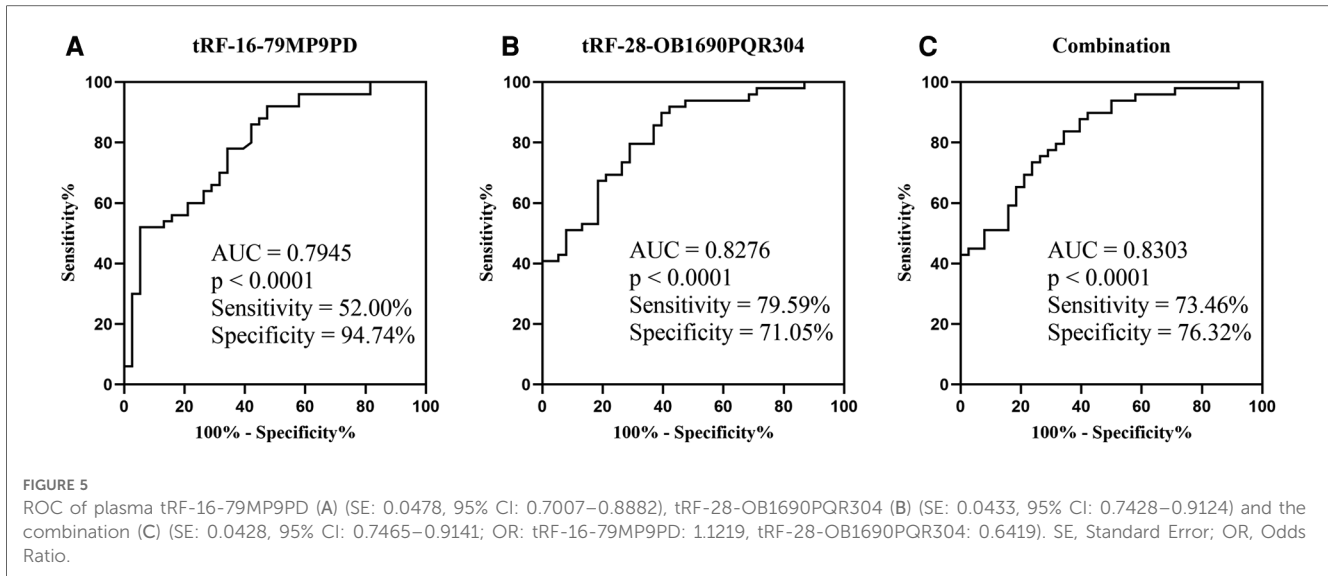 A
tRF-16-79MP9PD
Sensitivity%
100
80
60
40
20
0
AUC = 0.7945
p < 0.0001
Sensitivity = 52.00%
Specificity = 94.74%
0 20 40 60 80 100
100% - Specificity%
B
tRF-28-OB1690PQR304
Sensitivity%
100
80
60
40
20
0
AUC = 0.8276
p < 0.0001
Sensitivity = 79.59%
Specificity = 71.05%
0 20 40 60 80 100
100% - Specificity%
C
Combination
Sensitivity%
100
80
60
40
20
0
AUC = 0.8303
p < 0.0001
Sensitivity = 73.46%
Specificity = 76.32%
0 20 40 60 80 100
100% - Specificity%
FIGURE 5
ROC of plasma tRF-16-79MP9PD (A) (SE: 0.0478, 95% CI: 0.7007–0.8882), tRF-28-OB1690PQR304 (B) (SE: 0.0433, 95% CI: 0.7428–0.9124) and the
combination (C) (SE: 0.0428, 95% CI: 0.7465–0.9141; OR: tRF-16-79MP9PD: 1.1219, tRF-28-OB1690PQR304: 0.6419). SE, Standard Error; OR, Odds
Ratio.